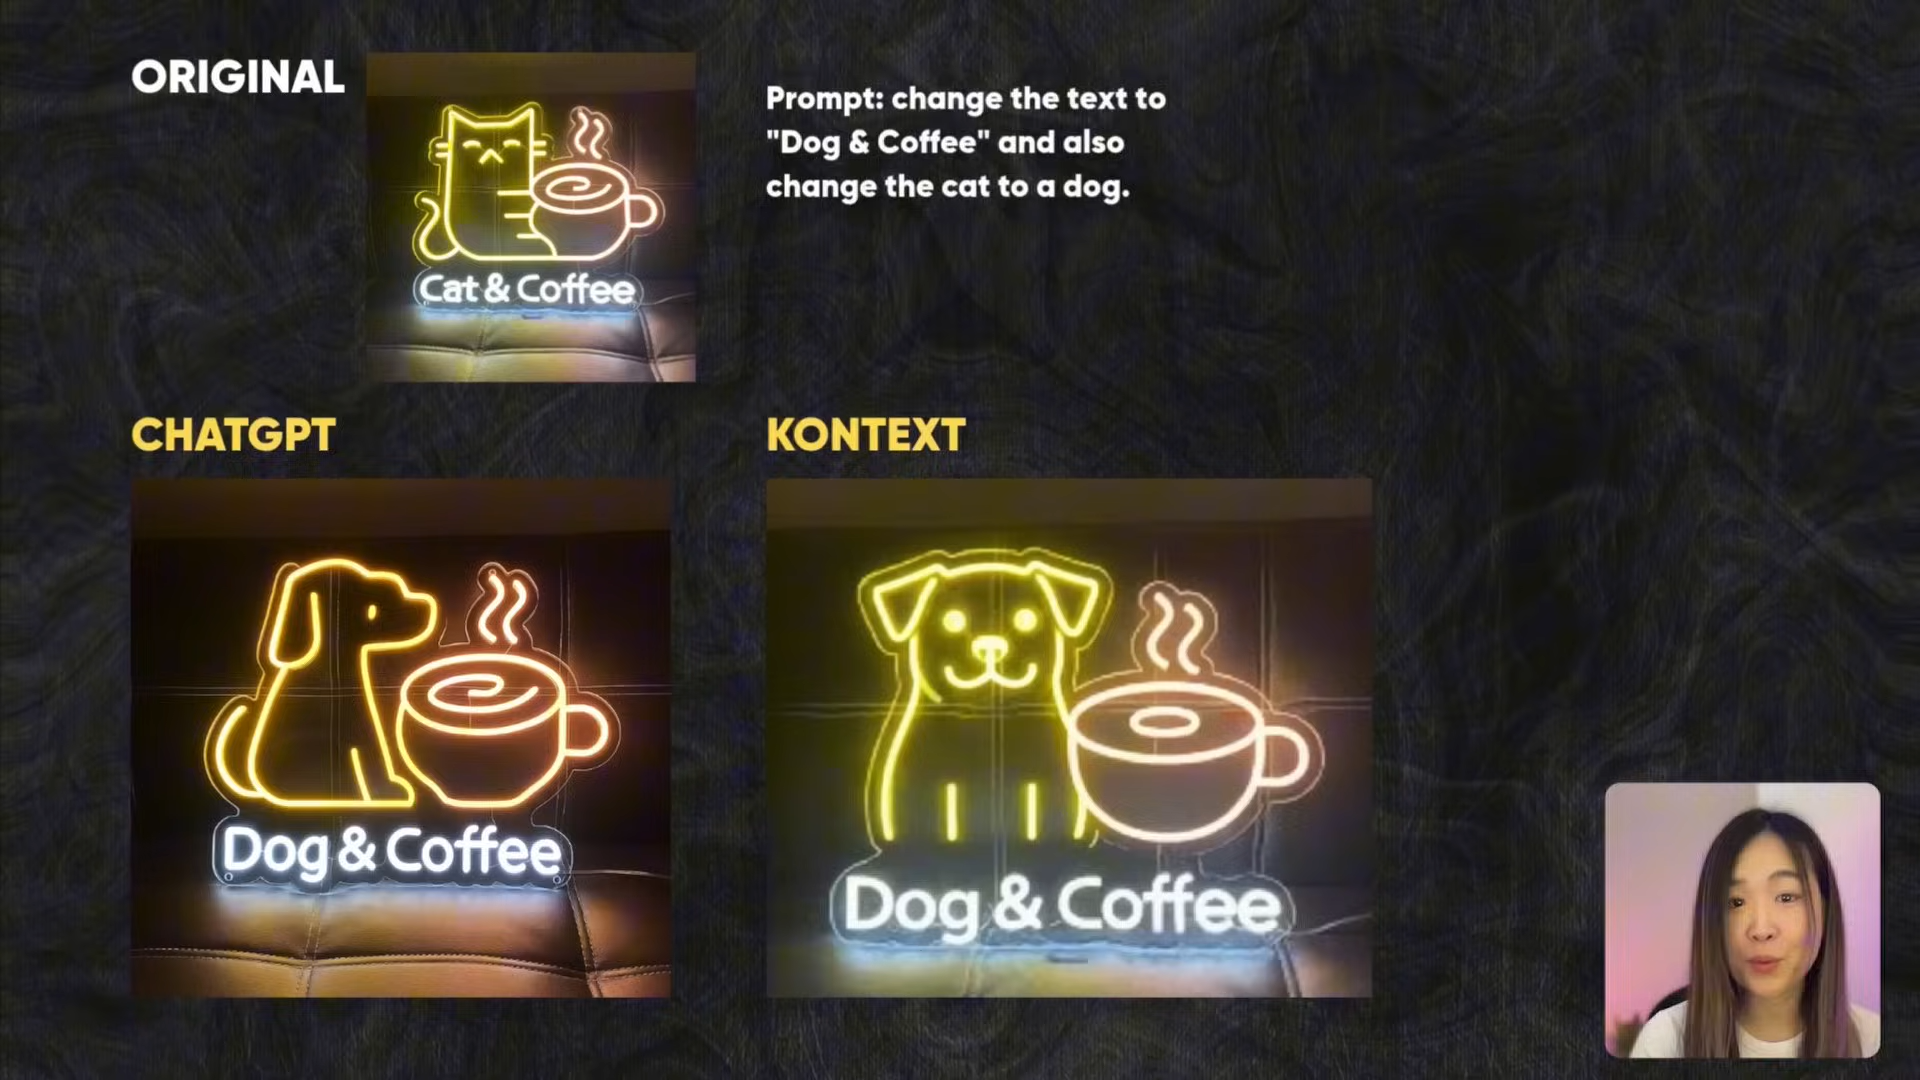 ORIGINAL
Prompt: change the text to
"Dog & Coffee" and also
change the cat to a dog.
Cat & Coffee
CHATGPT
KONTEXT
Dog & Coffee
Dog & Coffee